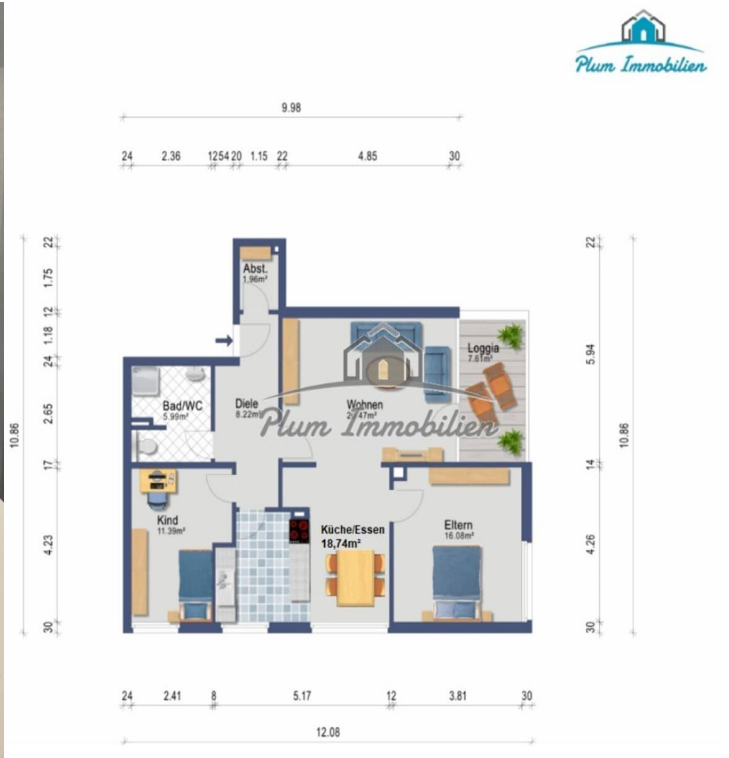 Plum Immobilien
9.98
24 2.36 12 54 20 1.15 22 4.85 30
22 1.75 12 1.18 24 2.65 17 4.23 30
10.86
22 5.94 14 4.26 30
10.86
Abst.
1.96m²
Loggia
7.61m²
Diele
8.22m²
Bad/WC
5.99m²
Wohnen
Plum Immobilien
Kind
11.39m²
Küche/Essen
18,74m²
Eltern
16.08m²
24 2.41 8 5.17 12 3.81 30
12.08